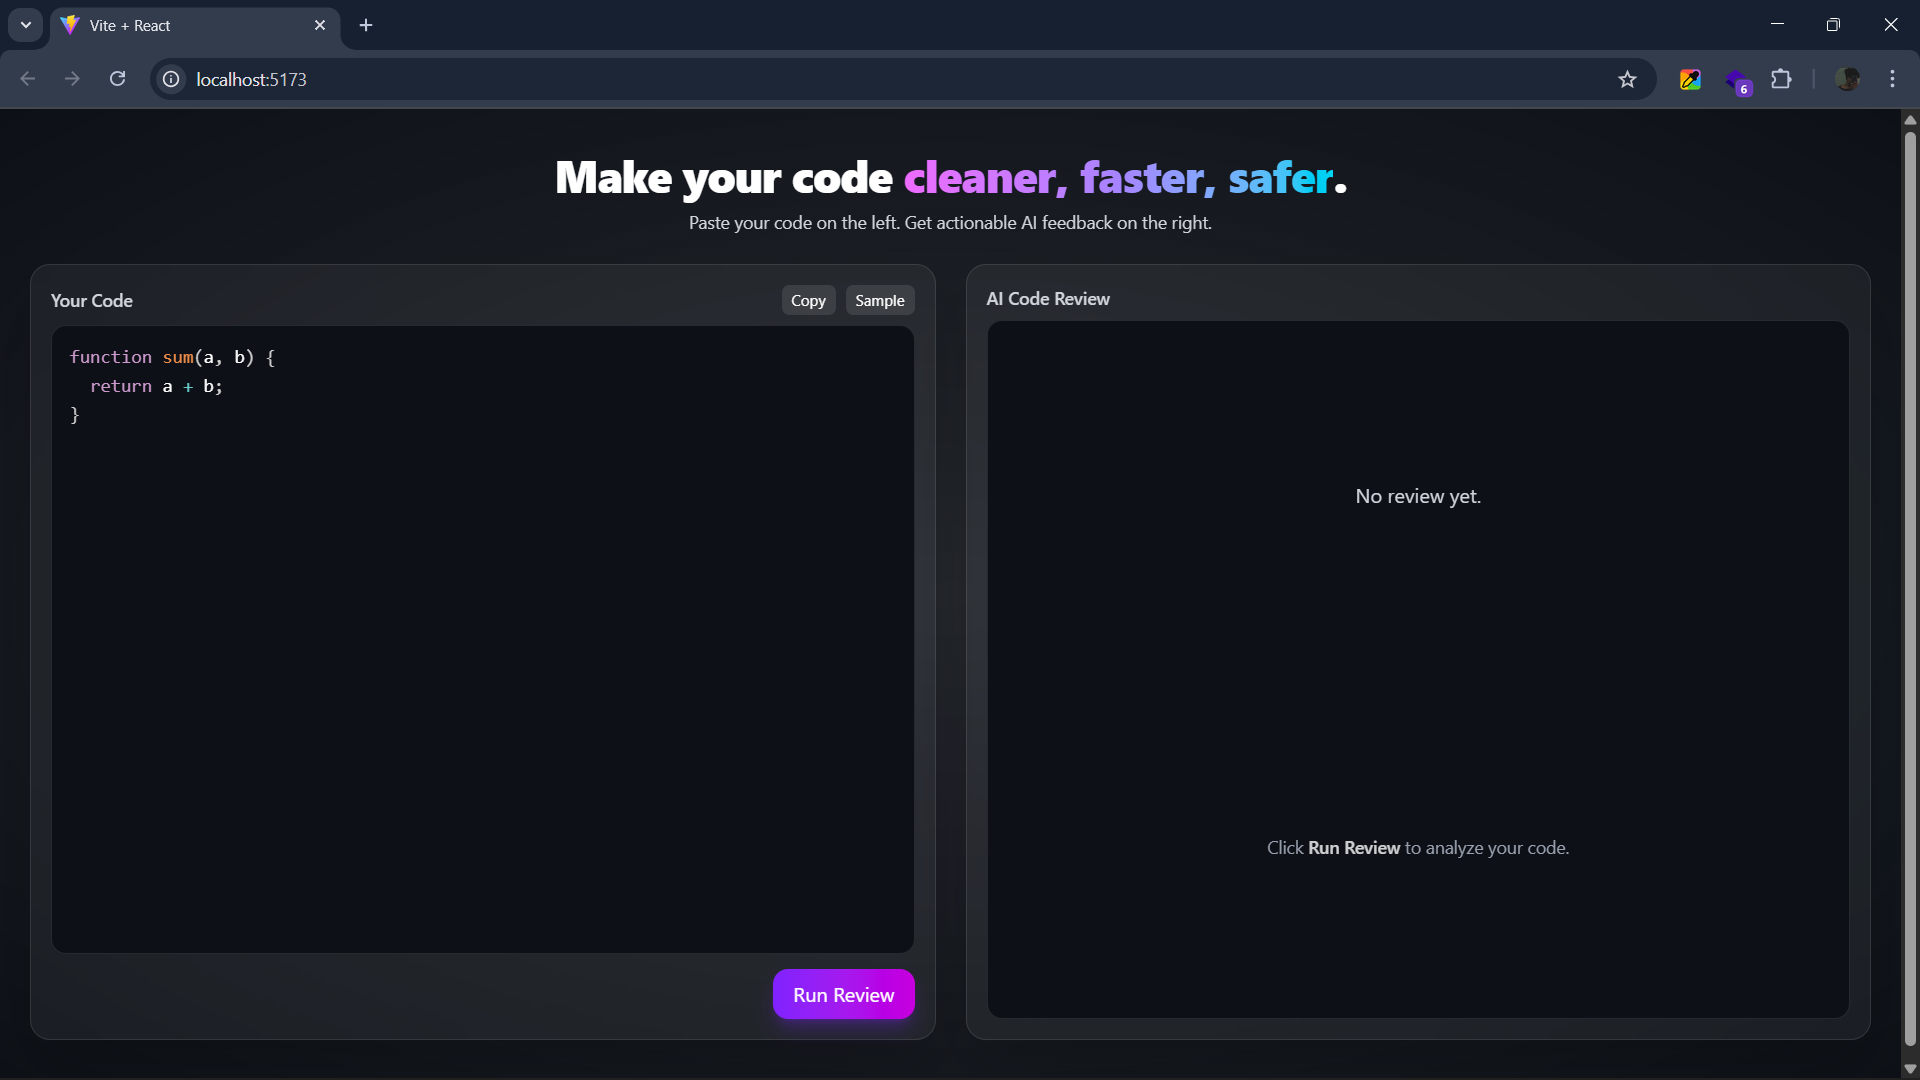 Vite + React
localhost:5173
6
Make your code cleaner, faster, safer.
Paste your code on the left. Get actionable AI feedback on the right.
Your Code
Copy
Sample
function sum(a, b) {
  return a + b;
}
Run Review
AI Code Review
No review yet.
Click Run Review to analyze your code.